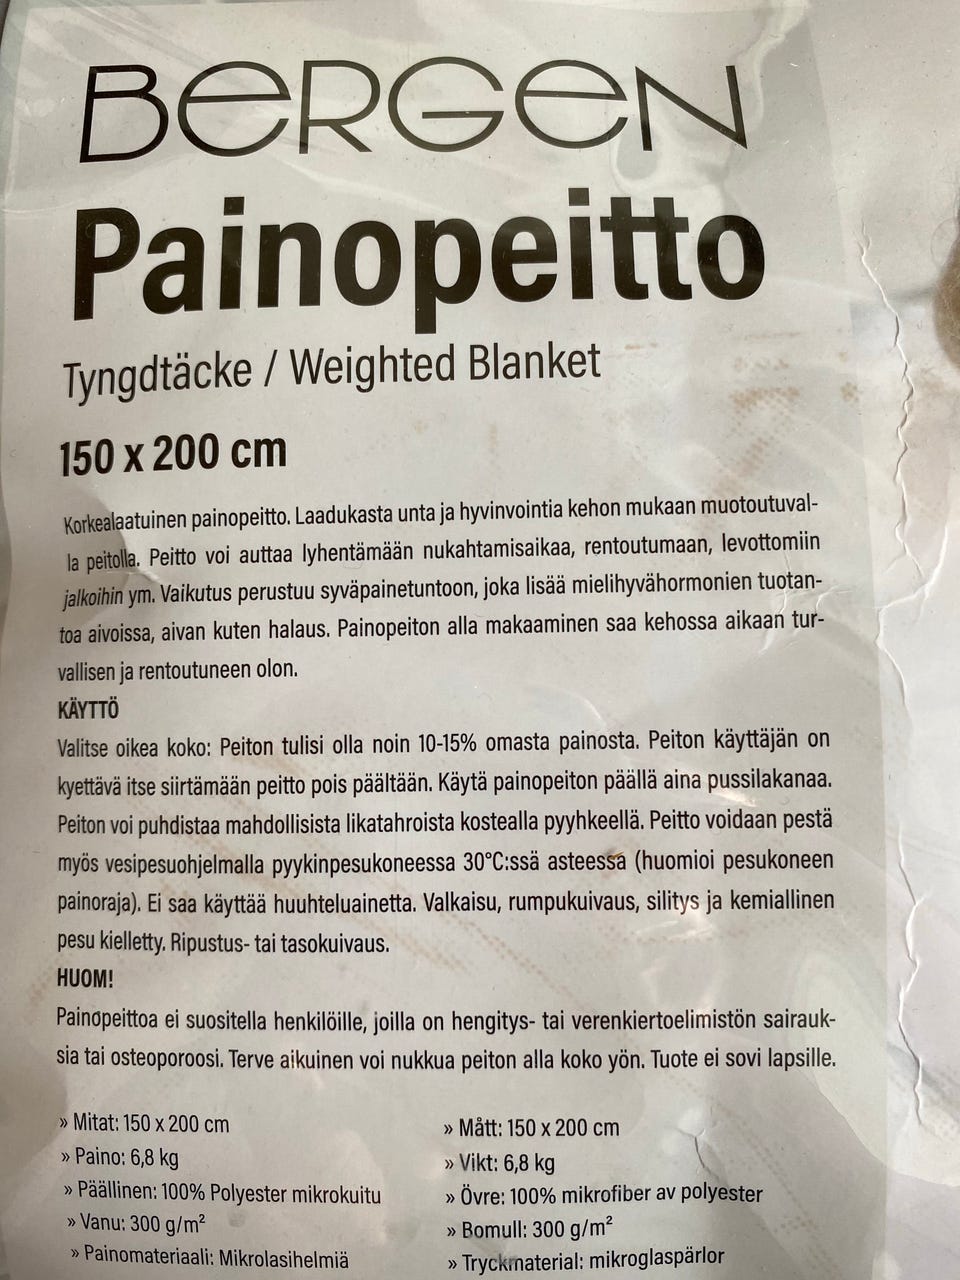 BERGEN
Painopeitto
Tyngdtäcke / Weighted Blanket
150 x 200 cm
Korkealaatuinen painopeitto. Laadukasta unta ja hyvinvointia kehon mukaan muotoutuval-
la peitolla. Peitto voi auttaa lyhentämään nukahtamisaikaa, rentoutumaan, levottomiin
jalkoihin ym. Vaikutus perustuu syväpainetuntoon, joka lisää mielihyvähormonien tuotan-
toa aivoissa, aivan kuten halaus. Painopeiton alla makaaminen saa kehossa aikaan tur-
vallisen ja rentoutuneen olon.
KÄYTTÖ
Valitse oikea koko: Peiton tulisi olla noin 10-15% omasta painosta. Peiton käyttäjän on
kyettävä itse siirtämään peitto pois päältään. Käytä painopeiton päällä aina pussilakanaa.
Peiton voi puhdistaa mahdollisista likatahroista kostealla pyyhkeellä. Peitto voidaan pestä
myös vesipesuohjelmalla pyykinpesukoneessa 30°C:ssä asteessa (huomioi pesukoneen
painoraja). Ei saa käyttää huuhteluainetta. Valkaisu, rumpukuivaus, silitys ja kemiallinen
pesu kielletty. Ripustus- tai tasokuivaus.
HUOM!
Painopeittoa ei suositella henkilöille, joilla on hengitys- tai verenkiertoelimistön sairauk-
sia tai osteoporoosi. Terve aikuinen voi nukkua peiton alla koko yön. Tuote ei sovi lapsille.
» Mitat: 150 x 200 cm
» Paino: 6,8 kg
» Päällinen: 100% Polyester mikrokuitu
» Vanu: 300 g/m²
» Painomateriaali: Mikrolasihelmiä
» Mått: 150 x 200 cm
» Vikt: 6,8 kg
» Övre: 100% mikrofiber av polyester
» Bomull: 300 g/m²
» Tryckmaterial: mikroglaspärlor